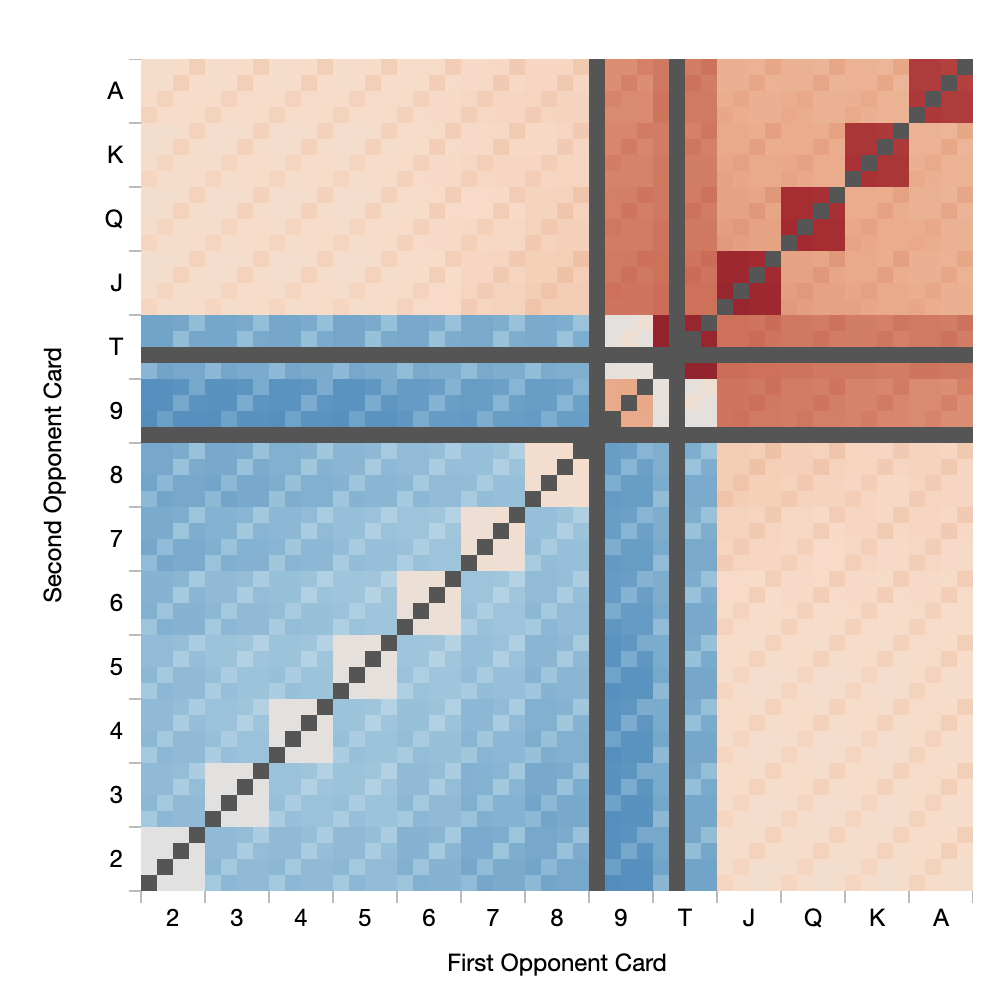 A
K
Q
J
T
9
8
7
6
5
4
3
2
Second Opponent Card
2 3 4 5 6 7 8 9 T J Q K A
First Opponent Card